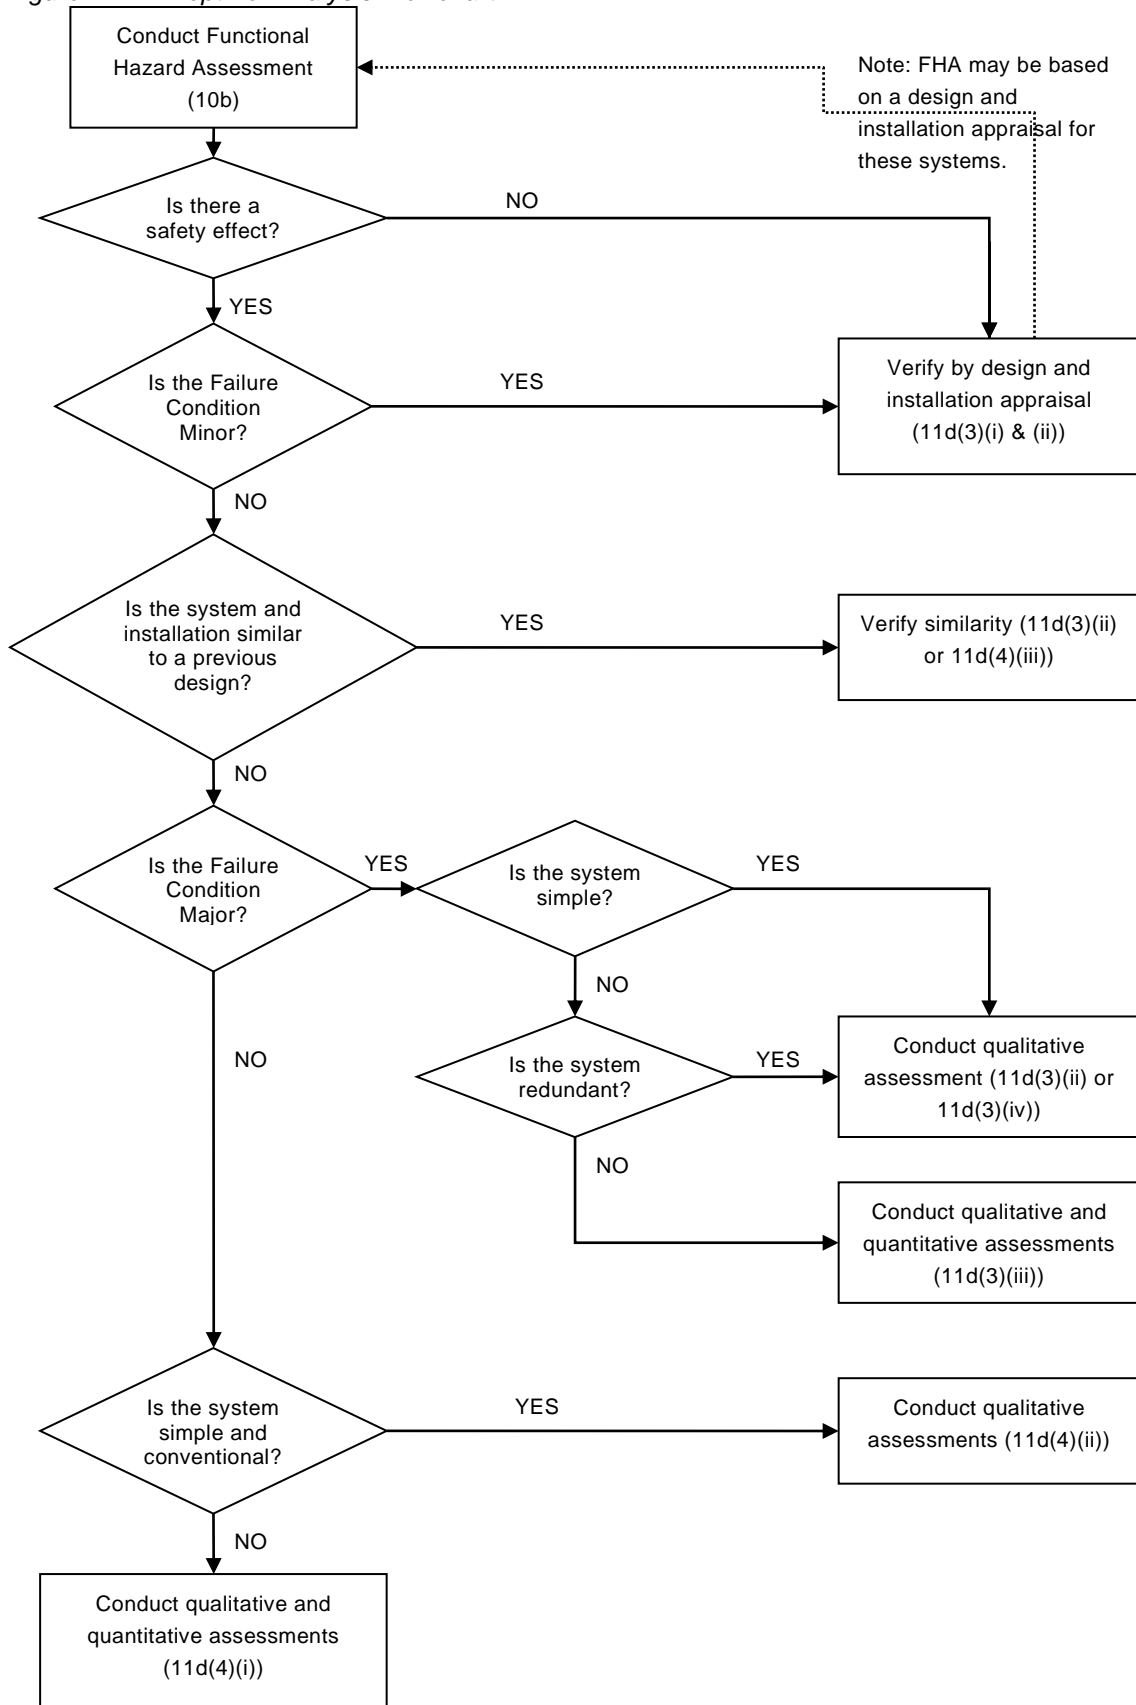 Conduct Functional
Hazard Assessment
(10b)
Note: FHA may be based
on a design and
installation appraisal for
these systems.
Is there a
safety effect?
NO
YES
Is the Failure
Condition
Minor?
YES
Verify by design and
installation appraisal
(11d(3)(i) & (ii))
NO
Is the system and
installation similar
to a previous
design?
YES
Verify similarity (11d(3)(ii)
or 11d(4)(iii))
NO
Is the Failure
Condition
Major?
YES
Is the system
simple?
YES
NO
NO
Is the system
redundant?
YES
Conduct qualitative
assessment (11d(3)(ii) or
11d(3)(iv))
NO
Conduct qualitative and
quantitative assessments
(11d(3)(iii))
Is the system
simple and
conventional?
YES
Conduct qualitative
assessments (11d(4)(ii))
NO
Conduct qualitative and
quantitative assessments
(11d(4)(i))